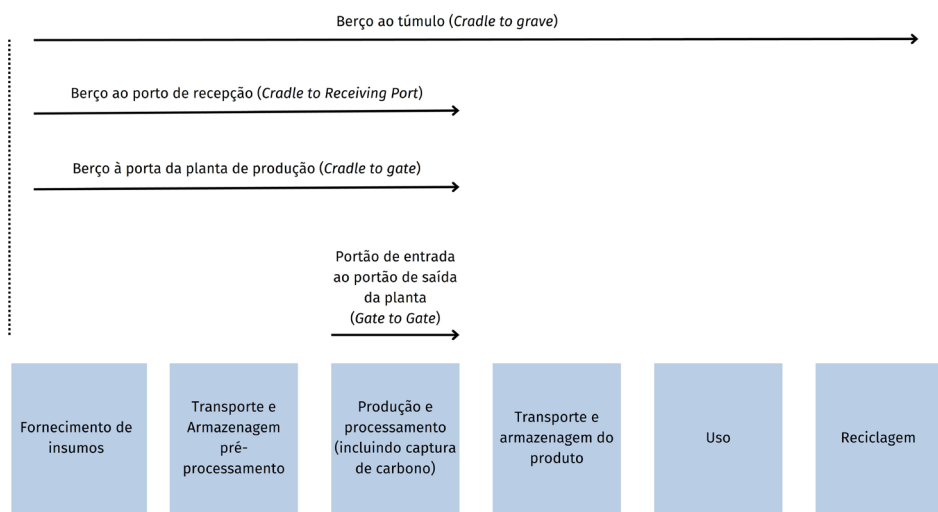 Berço ao túmulo (Cradle to grave)
Berço ao porto de recepção (Cradle to Receiving Port)
Berço à porta da planta de produção (Cradle to gate)
Portão de entrada
ao portão de saída
da planta
(Gate to Gate)
Fornecimento de
insumos
Transporte e
Armazenagem
pré-
processamento
Produção e
processamento
(incluindo captura
de carbono)
Transporte e
armazenagem do
produto
Uso
Reciclagem